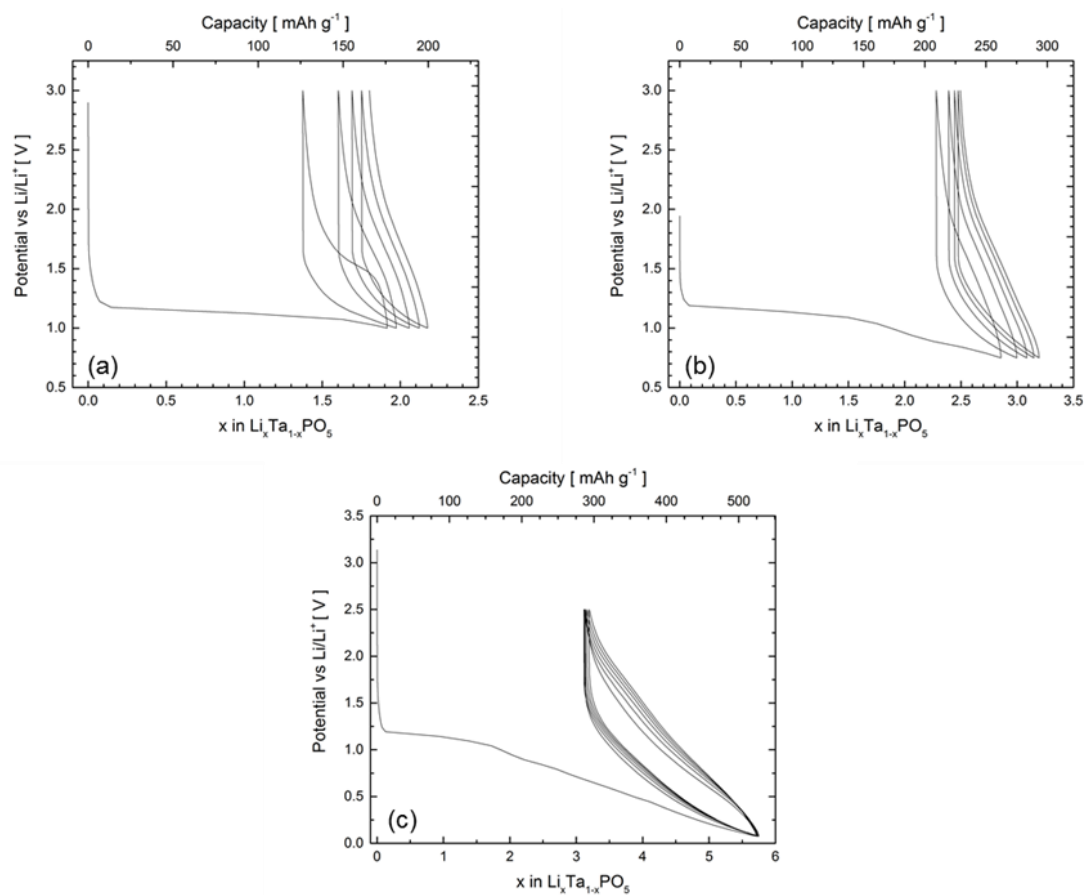 Capacity [ mAh g⁻¹ ]
0 50 100 150 200
3.0
2.5
2.0
1.5
1.0
0.5
Potential vs Li/Li⁺ [ V ]
(a)
0.0 0.5 1.0 1.5 2.0 2.5
x in LiₓTa₁₋ₓPO₅
Capacity [ mAh g⁻¹ ]
0 50 100 150 200 250 300
3.0
2.5
2.0
1.5
1.0
0.5
Potential vs Li/Li⁺ [ V ]
(b)
0.0 0.5 1.0 1.5 2.0 2.5 3.0 3.5
x in LiₓTa₁₋ₓPO₅
Capacity [ mAh g⁻¹ ]
0 100 200 300 400 500
3.5
3.0
2.5
2.0
1.5
1.0
0.5
0.0
Potential vs Li/Li⁺ [ V ]
(c)
0 1 2 3 4 5 6
x in LiₓTa₁₋ₓPO₅